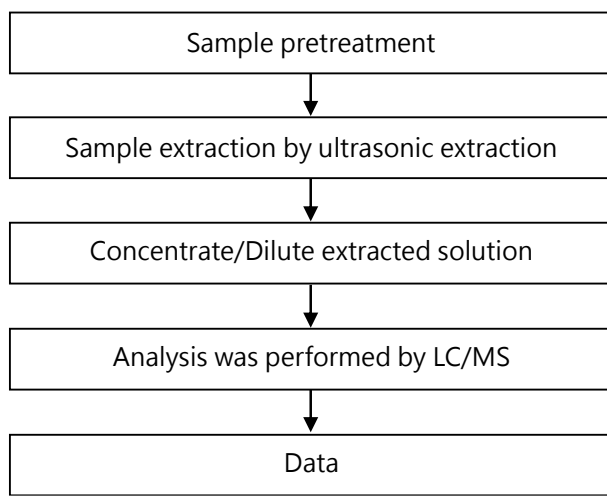 Sample pretreatment
Sample extraction by ultrasonic extraction
Concentrate/Dilute extracted solution
Analysis was performed by LC/MS
Data